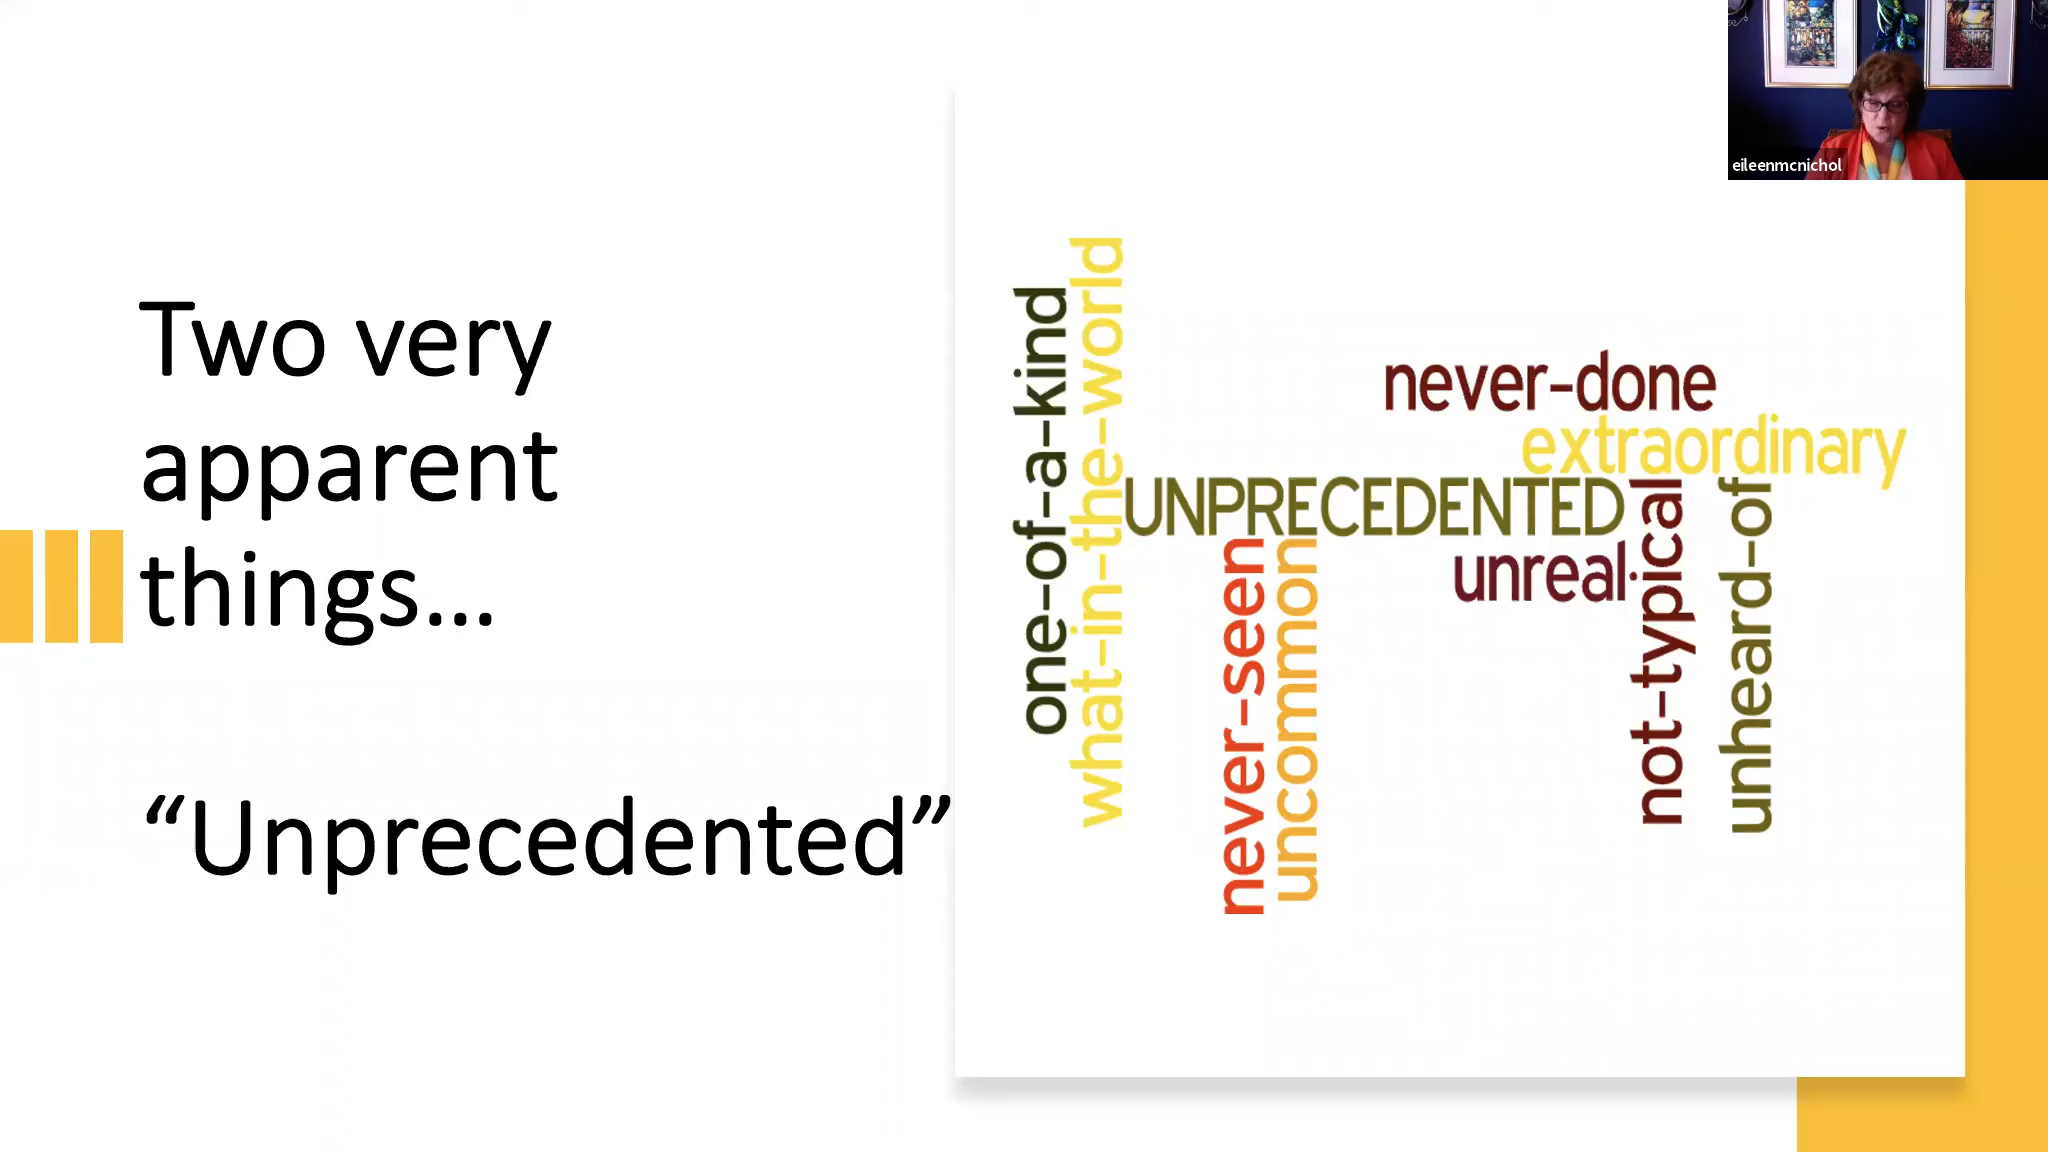 eileenmcnichol
Two very
apparent
things...
“Unprecedented”
one-of-a-kind
what-in-the-world
never-done
extraordinary
UNPRECEDENTED
unreal
never-seen
uncommon
not-typical
unheard-of